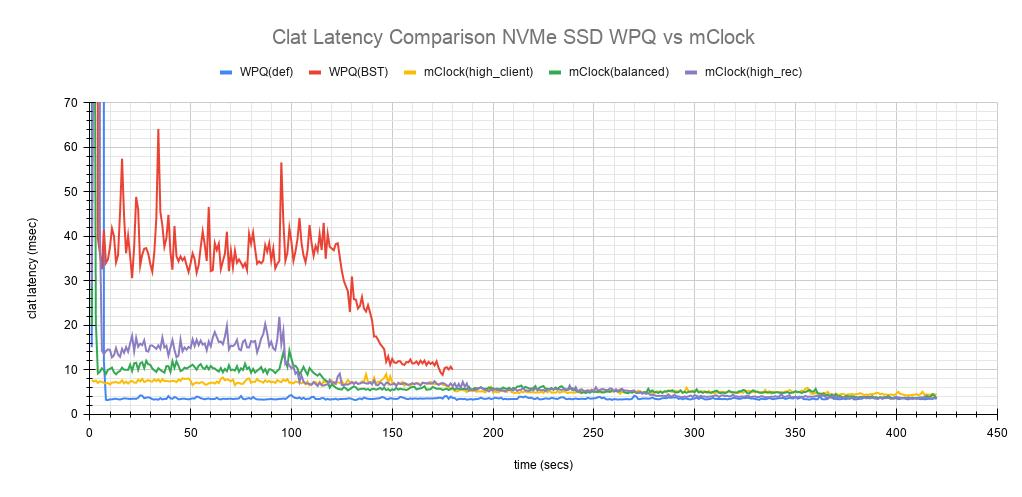 Clat Latency Comparison NVMe SSD WPQ vs mClock
WPQ(def) WPQ(BST) mClock(high_client) mClock(balanced) mClock(high_rec)
70
60
50
40
30
20
10
0
clat latency (msec)
0 50 100 150 200 250 300 350 400 450
time (secs)